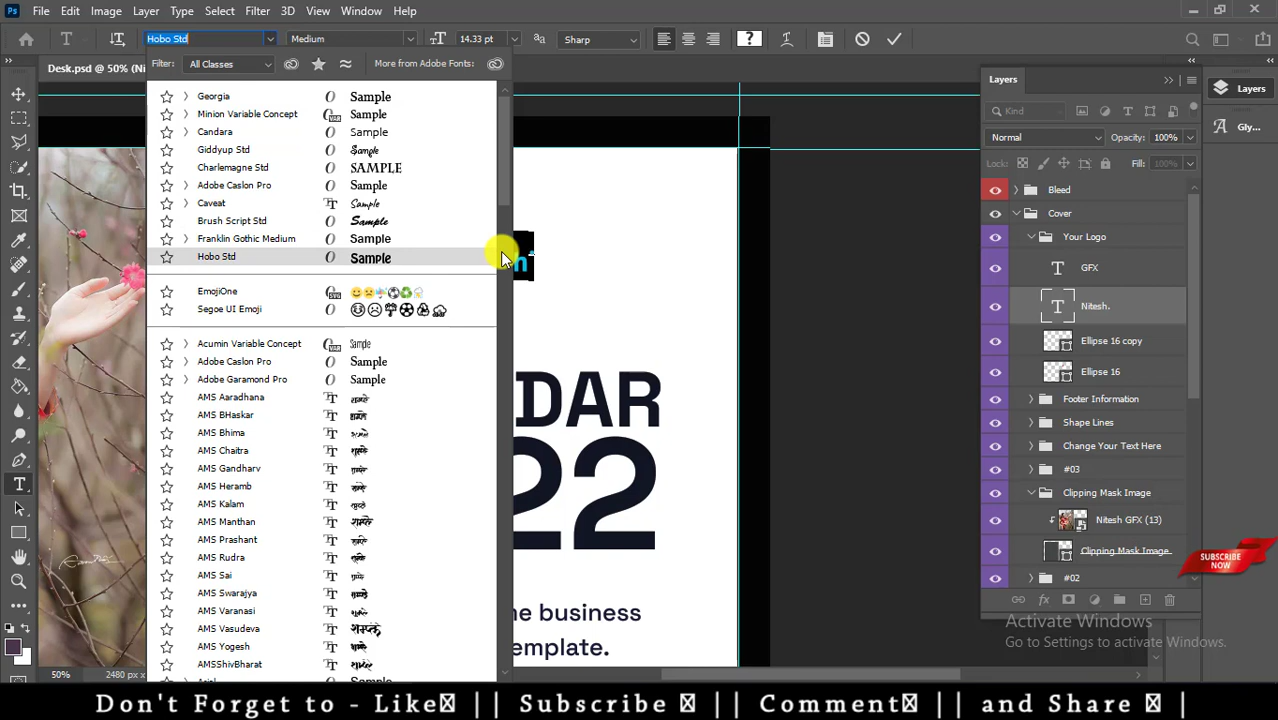 Ps File Edit Image Layer Type Select Filter 3D View Window Help
T Hobo Std Medium 14.33 pt Sharp ?
Desk.psd @ 50% (Ni
Filter: All Classes More from Adobe Fonts:
Georgia Sample
Minion Variable Concept Sample
Candara Sample
Giddyup Std Sample
Charlemagne Std SAMPLE
Adobe Caslon Pro Sample
Caveat Sample
Brush Script Std Sample
Franklin Gothic Medium Sample
Hobo Std Sample
EmojiOne
Segoe UI Emoji
Acumin Variable Concept Sample
Adobe Caslon Pro Sample
Adobe Garamond Pro Sample
AMS Aaradhana
AMS BHaskar
AMS Bhima
AMS Chaitra
AMS Gandharv
AMS Heramb
AMS Kalam
AMS Manthan
AMS Prashant
AMS Rudra
AMS Sai
AMS Swarajya
AMS Varanasi
AMS Vasudeva
AMS Yogesh
AMSShivBharat
DAR
22
ne business
template.
50% 2480 px
Layers
Kind
Normal Opacity: 100%
Lock: Fill: 100%
Bleed
Cover
Your Logo
T GFX
T Nitesh.
Ellipse 16 copy
Ellipse 16
Footer Information
Shape Lines
Change Your Text Here
#03
Clipping Mask Image
Nitesh GFX (13)
Clipping Mask Image
#02
Layers
Gly...
SUBSCRIBE
NOW
Activate Windows
Go to Settings to activate Windows.
Don't Forget to - Like || Subscribe || Comment || and Share |